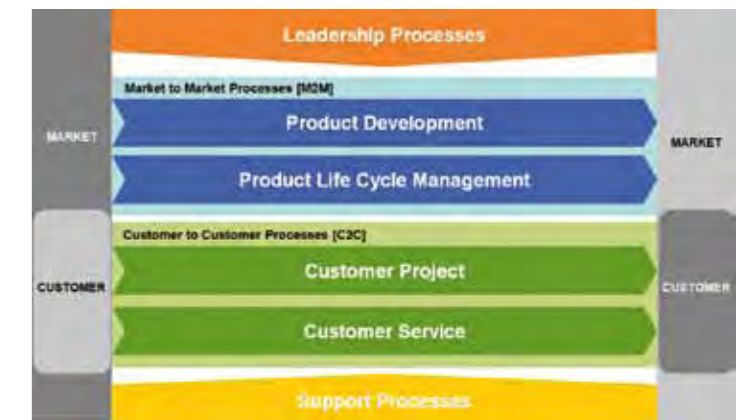 Leadership Processes
Market to Market Processes [M2M]
MARKET
Product Development
MARKET
Product Life Cycle Management
Customer to Customer Processes [C2C]
CUSTOMER
Customer Project
CUSTOMER
Customer Service
Support Processes